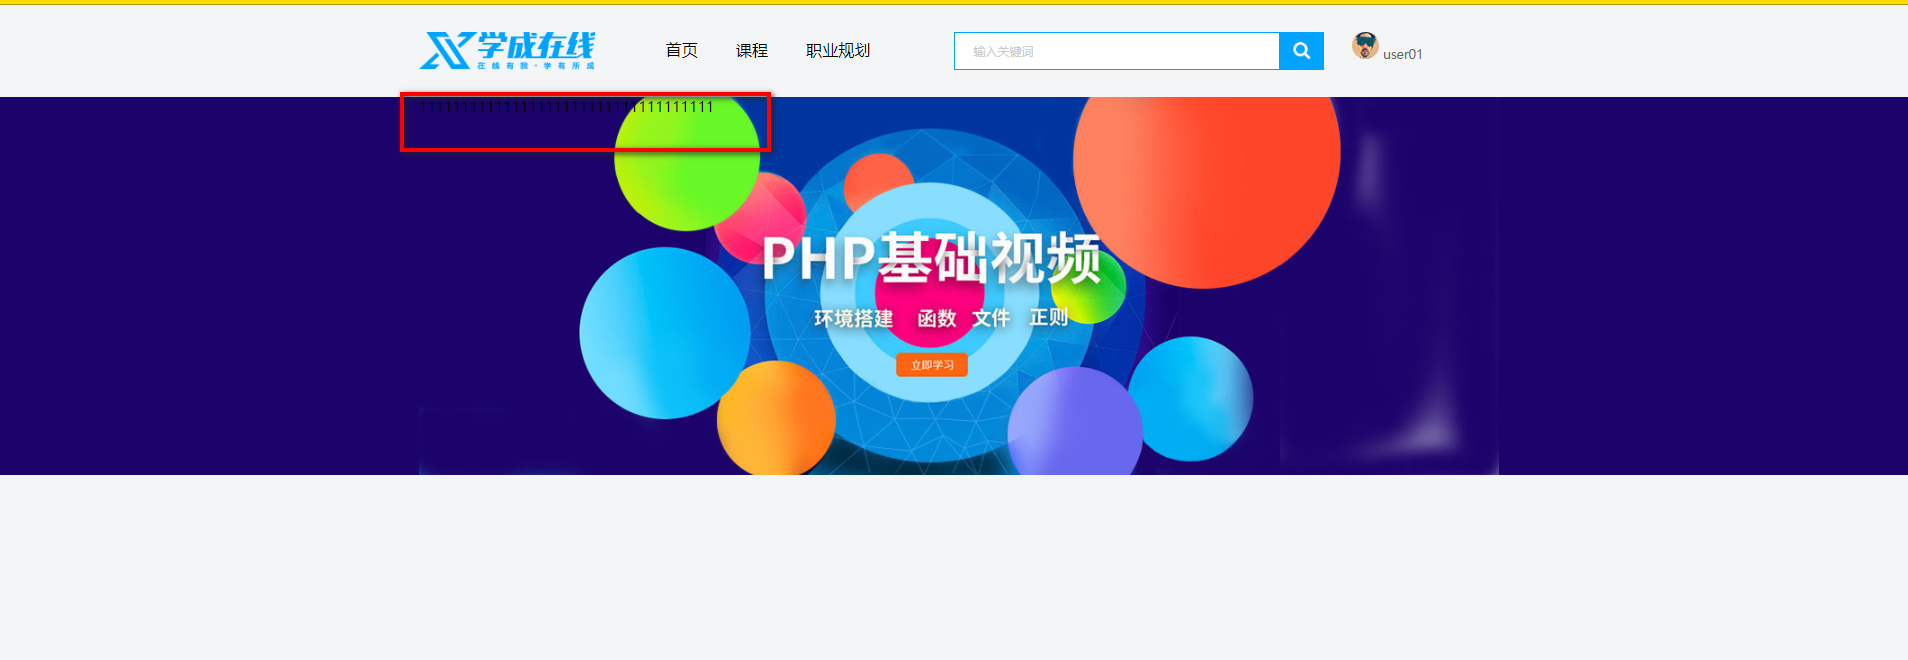 学成在线
在线有我·学有所成
首页 课程 职业规划
输入关键词
user01
PHP基础视频
环境搭建 函数 文件 正则
立即学习